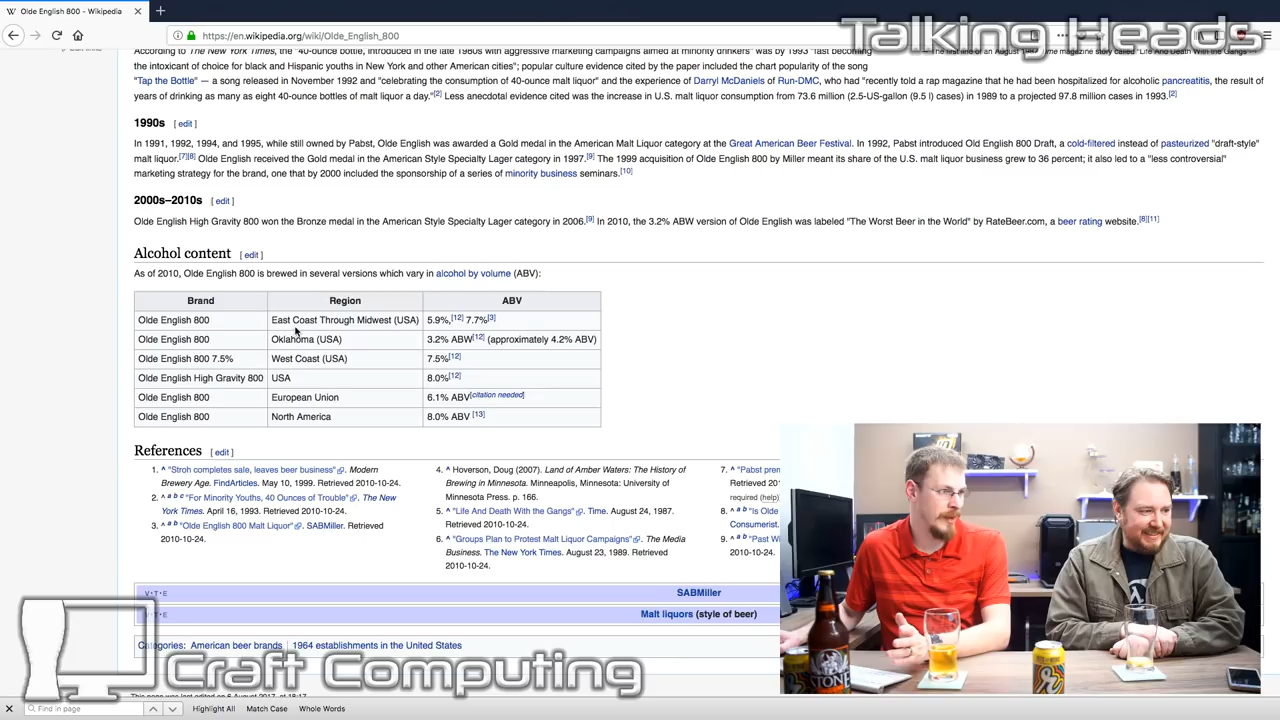 Olde English 800 - Wikipedia
https://en.wikipedia.org/wiki/Olde_English_800
Talking Heads
According to The New York Times, the "40-ounce bottle, introduced in the late 1980s with aggressive marketing campaigns aimed at minority drinkers" was by 1993 "fast becoming
the intoxicant of choice for black and Hispanic youths in New York and other American cities"; popular culture evidence cited by the paper included the chart popularity of the song
"Tap the Bottle" — a song released in November 1992 and "celebrating the consumption of 40-ounce malt liquor" and the experience of Darryl McDaniels of Run-DMC, who had "recently told a rap magazine that he had been hospitalized for alcoholic pancreatitis, the result of
years of drinking as many as eight 40-ounce bottles of malt liquor a day."[2] Less anecdotal evidence cited was the increase in U.S. malt liquor consumption from 73.6 million (2.5-US-gallon (9.5 l) cases) in 1989 to a projected 97.8 million cases in 1993.[2]
1990s [ edit ]
In 1991, 1992, 1994, and 1995, while still owned by Pabst, Olde English was awarded a Gold medal in the American Malt Liquor category at the Great American Beer Festival. In 1992, Pabst introduced Old English 800 Draft, a cold-filtered instead of pasteurized "draft-style"
malt liquor.[7][8] Olde English received the Gold medal in the American Style Specialty Lager category in 1997.[9] The 1999 acquisition of Olde English 800 by Miller meant its share of the U.S. malt liquor business grew to 36 percent; it also led to a "less controversial"
marketing strategy for the brand, one that by 2000 included the sponsorship of a series of minority business seminars.[10]
2000s–2010s [ edit ]
Olde English High Gravity 800 won the Bronze medal in the American Style Specialty Lager category in 2006.[9] In 2010, the 3.2% ABW version of Olde English was labeled "The Worst Beer in the World" by RateBeer.com, a beer rating website.[8][11]
Alcohol content [ edit ]
As of 2010, Olde English 800 is brewed in several versions which vary in alcohol by volume (ABV):
Brand Region ABV
Olde English 800 East Coast Through Midwest (USA) 5.9%,[12] 7.7%[3]
Olde English 800 Oklahoma (USA) 3.2% ABW[12] (approximately 4.2% ABV)
Olde English 800 7.5% West Coast (USA) 7.5%[12]
Olde English High Gravity 800 USA 8.0%[12]
Olde English 800 European Union 6.1% ABV[citation needed]
Olde English 800 North America 8.0% ABV [13]
References [ edit ]
1. ^ "Stroh completes sale, leaves beer business". Modern
Brewery Age. FindArticles. May 10, 1999. Retrieved 2010-10-24.
2. ^ a b c "For Minority Youths, 40 Ounces of Trouble". The New
York Times. April 16, 1993. Retrieved 2010-10-24.
3. ^ a b "Olde English 800 Malt Liquor". SABMiller. Retrieved
2010-10-24.
4. ^ Hoverson, Doug (2007). Land of Amber Waters: The History of
Brewing in Minnesota. Minneapolis, Minnesota: University of
Minnesota Press. p. 166.
5. ^ "Life And Death With the Gangs". Time. August 24, 1987.
Retrieved 2010-10-24.
6. ^ "Groups Plan to Protest Malt Liquor Campaigns". The Media
Business. The New York Times. August 23, 1989. Retrieved
2010-10-24.
7. ^ "Pabst
Retrieved 20
required (help)
8. ^ a b "Is Olde
Consumerist.
9. ^ a b "Past
2010-10-24.
V·T·E SABMiller
V·T·E Malt liquors (style of beer)
Categories: American beer brands | 1964 establishments in the United States
STONE
Craft Computing
Find in page
Highlight All Match Case Whole Words